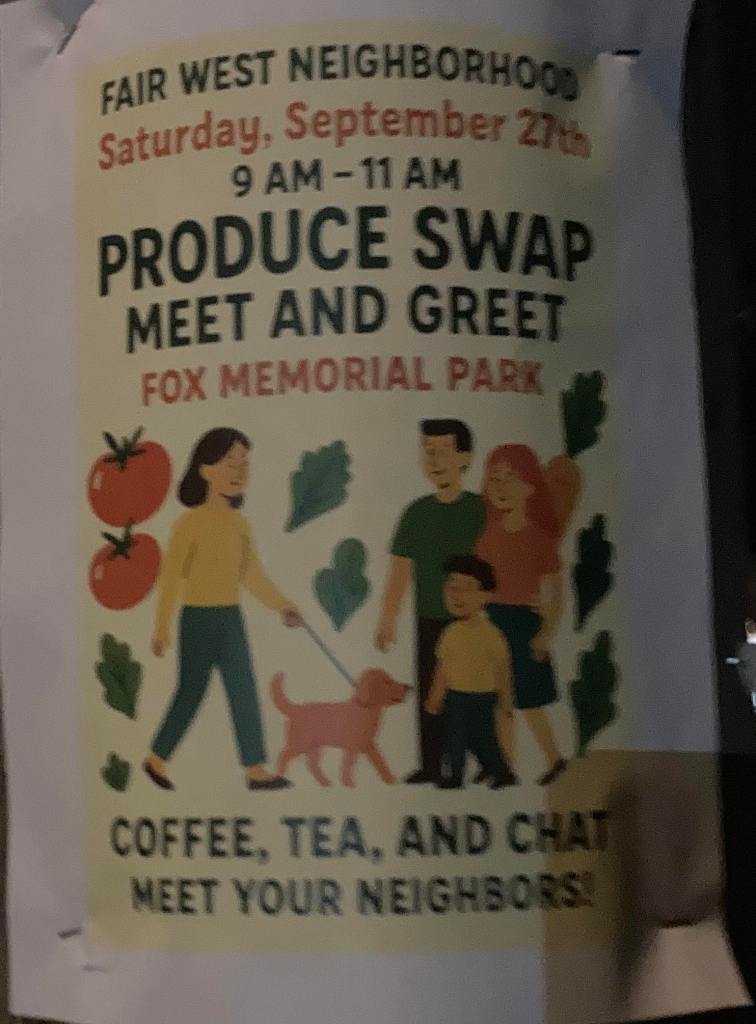 FAIR WEST NEIGHBORHOOD
Saturday, September 27th
9 AM – 11 AM
PRODUCE SWAP
MEET AND GREET
FOX MEMORIAL PARK
COFFEE, TEA, AND CHAT
MEET YOUR NEIGHBORS!